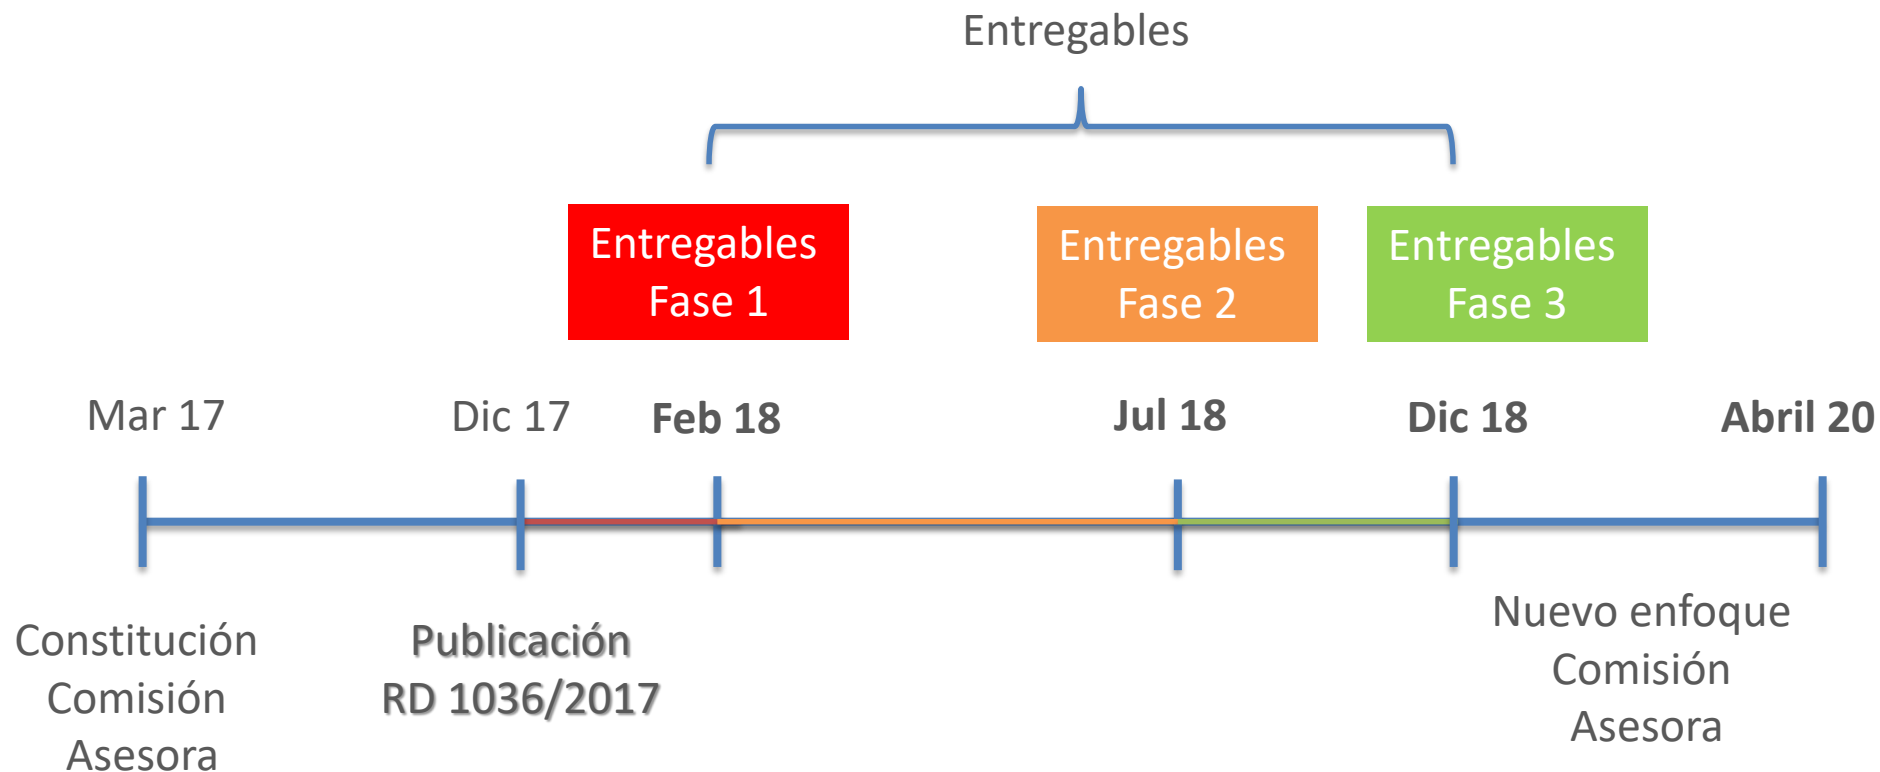 Entregables
Entregables
Fase 1
Entregables
Fase 2
Entregables
Fase 3
Mar 17
Dic 17
Feb 18
Jul 18
Dic 18
Abril 20
Constitución
Comisión
Asesora
Publicación
RD 1036/2017
Nuevo enfoque
Comisión
Asesora